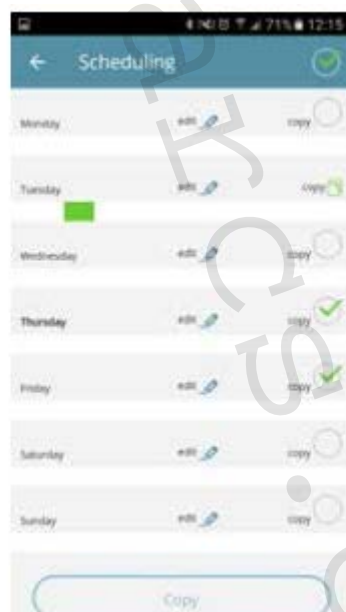 71% 12:15
Scheduling
Monday edit copy
Tuesday edit copy
Wednesday edit copy
Thursday edit copy
Friday edit copy
Saturday edit copy
Sunday edit copy
Copy